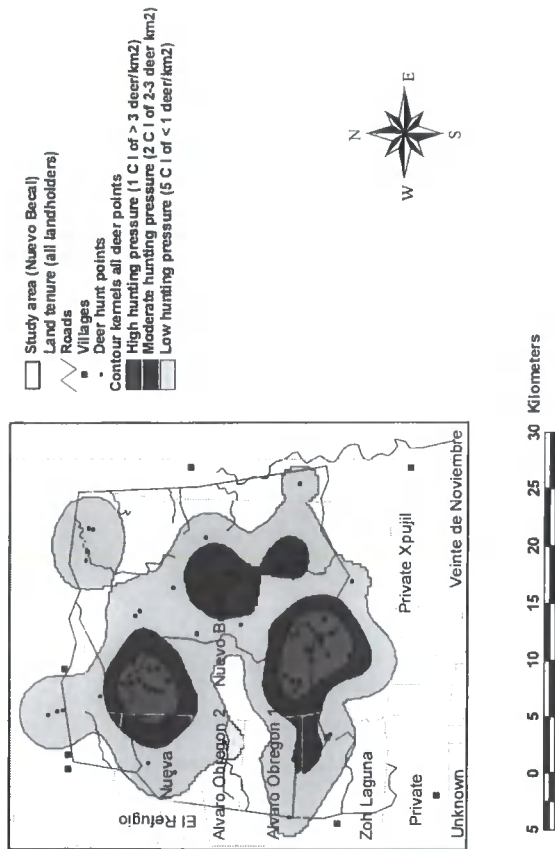 Study area (Nuevo Becal)
Land tenure (all landholders)
Roads
Villages
Deer hunt points
Contour kernels all deer points
High hunting pressure (1 C I of > 3 deer/km2)
Moderate hunting pressure (2 C I of 2-3 deer km2)
Low hunting pressure (5 C I of < 1 deer/km2)
N
E
S
W
El Refugio
Nueva
Alvaro Obregon 2
Nuevo B
Alvaro Obregon 1
Zoh Laguna
Private Xpujil
Private
Unknown
Veinte de Noviembre
5 0 5 10 15 20 25 30 Kilometers